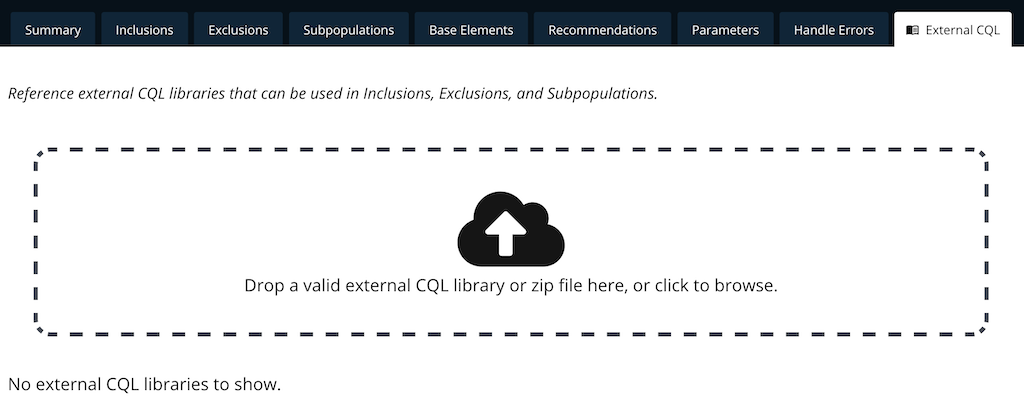 Summary Inclusions Exclusions Subpopulations Base Elements Recommendations Parameters Handle Errors External CQL
Reference external CQL libraries that can be used in Inclusions, Exclusions, and Subpopulations.
Drop a valid external CQL library or zip file here, or click to browse.
No external CQL libraries to show.